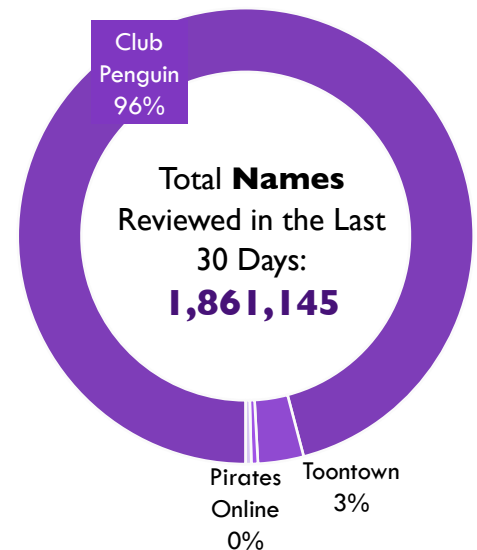 Club
Penguin
96%
Total Names
Reviewed in the Last
30 Days:
1,861,145
Pirates
Online
0%
Toontown
3%